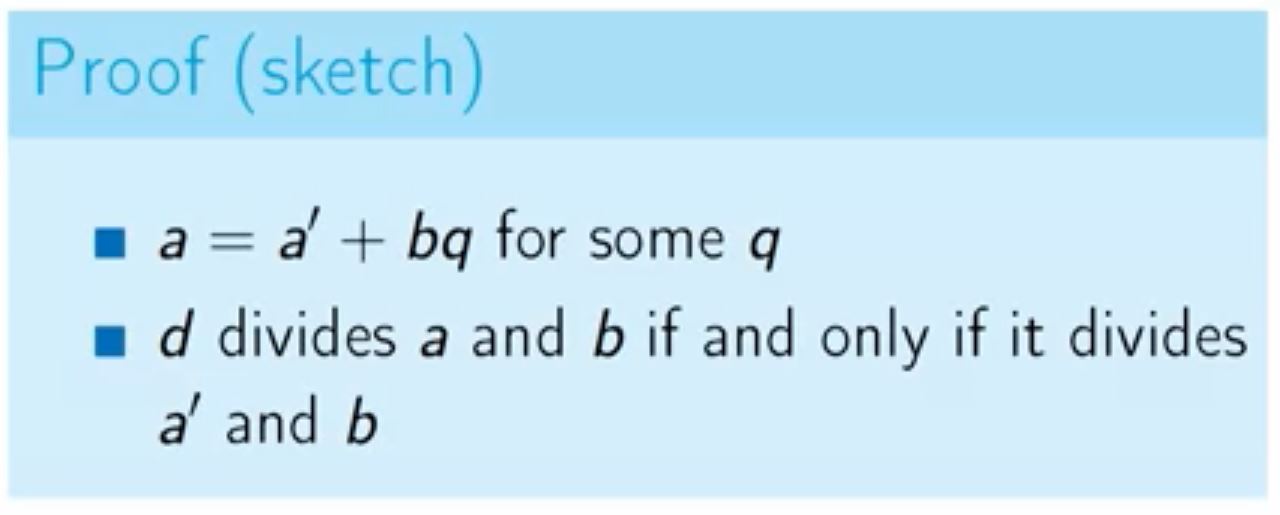 Proof (sketch)
■ a = a′ + bq for some q
■ d divides a and b if and only if it divides
a′ and b